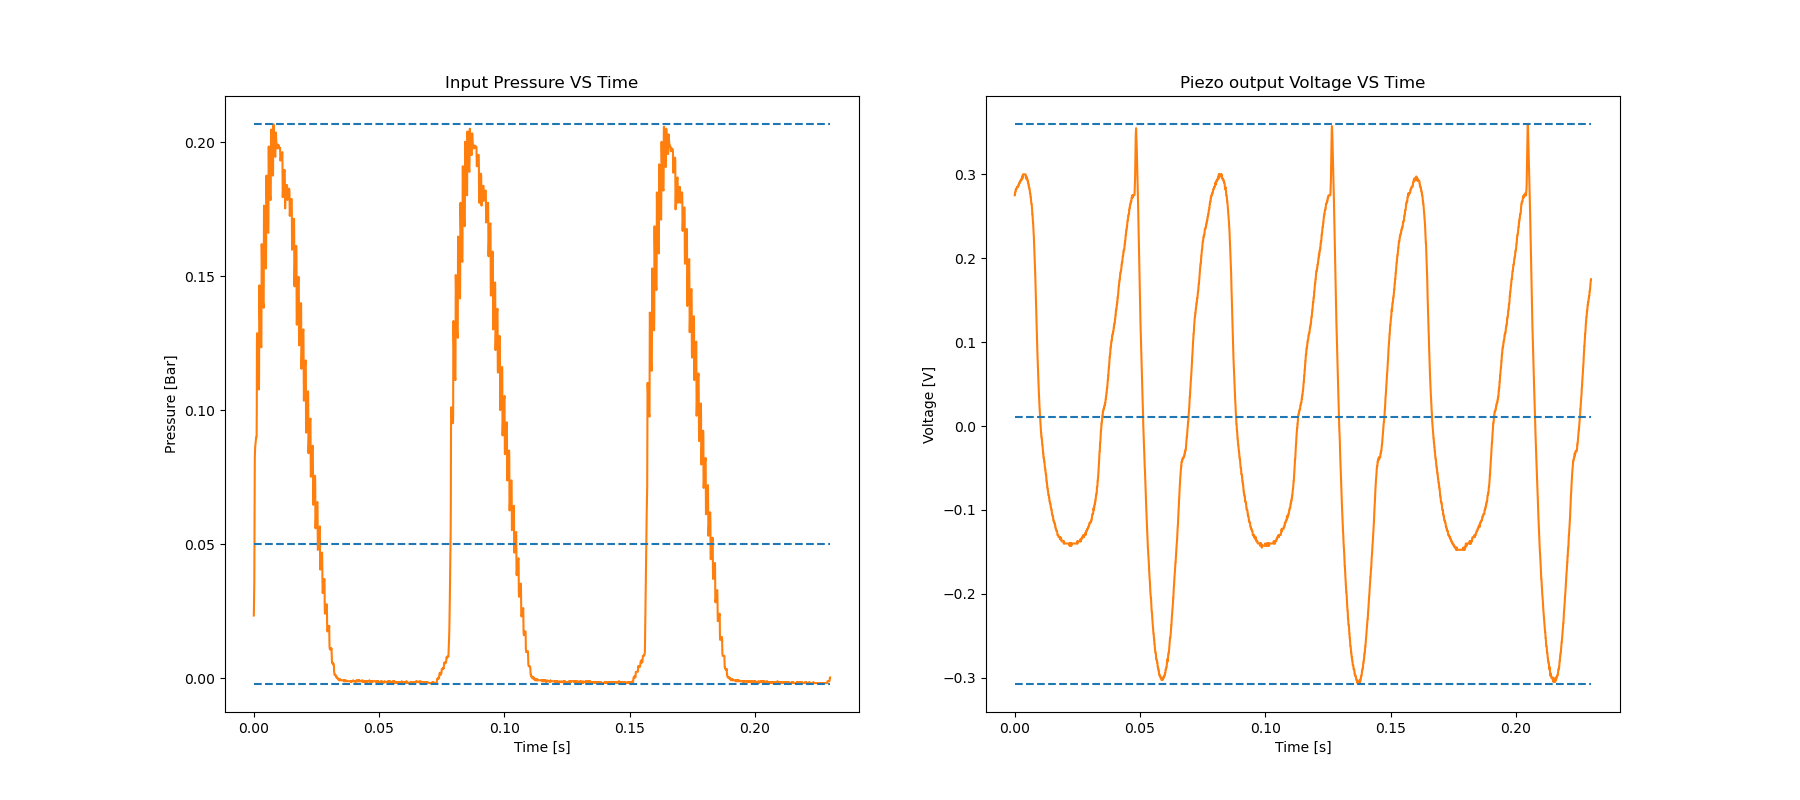 Input Pressure VS Time
Pressure [Bar]
0.20
0.15
0.10
0.05
0.00
0.00 0.05 0.10 0.15 0.20
Time [s]
Piezo output Voltage VS Time
Voltage [V]
0.3
0.2
0.1
0.0
−0.1
−0.2
−0.3
0.00 0.05 0.10 0.15 0.20
Time [s]